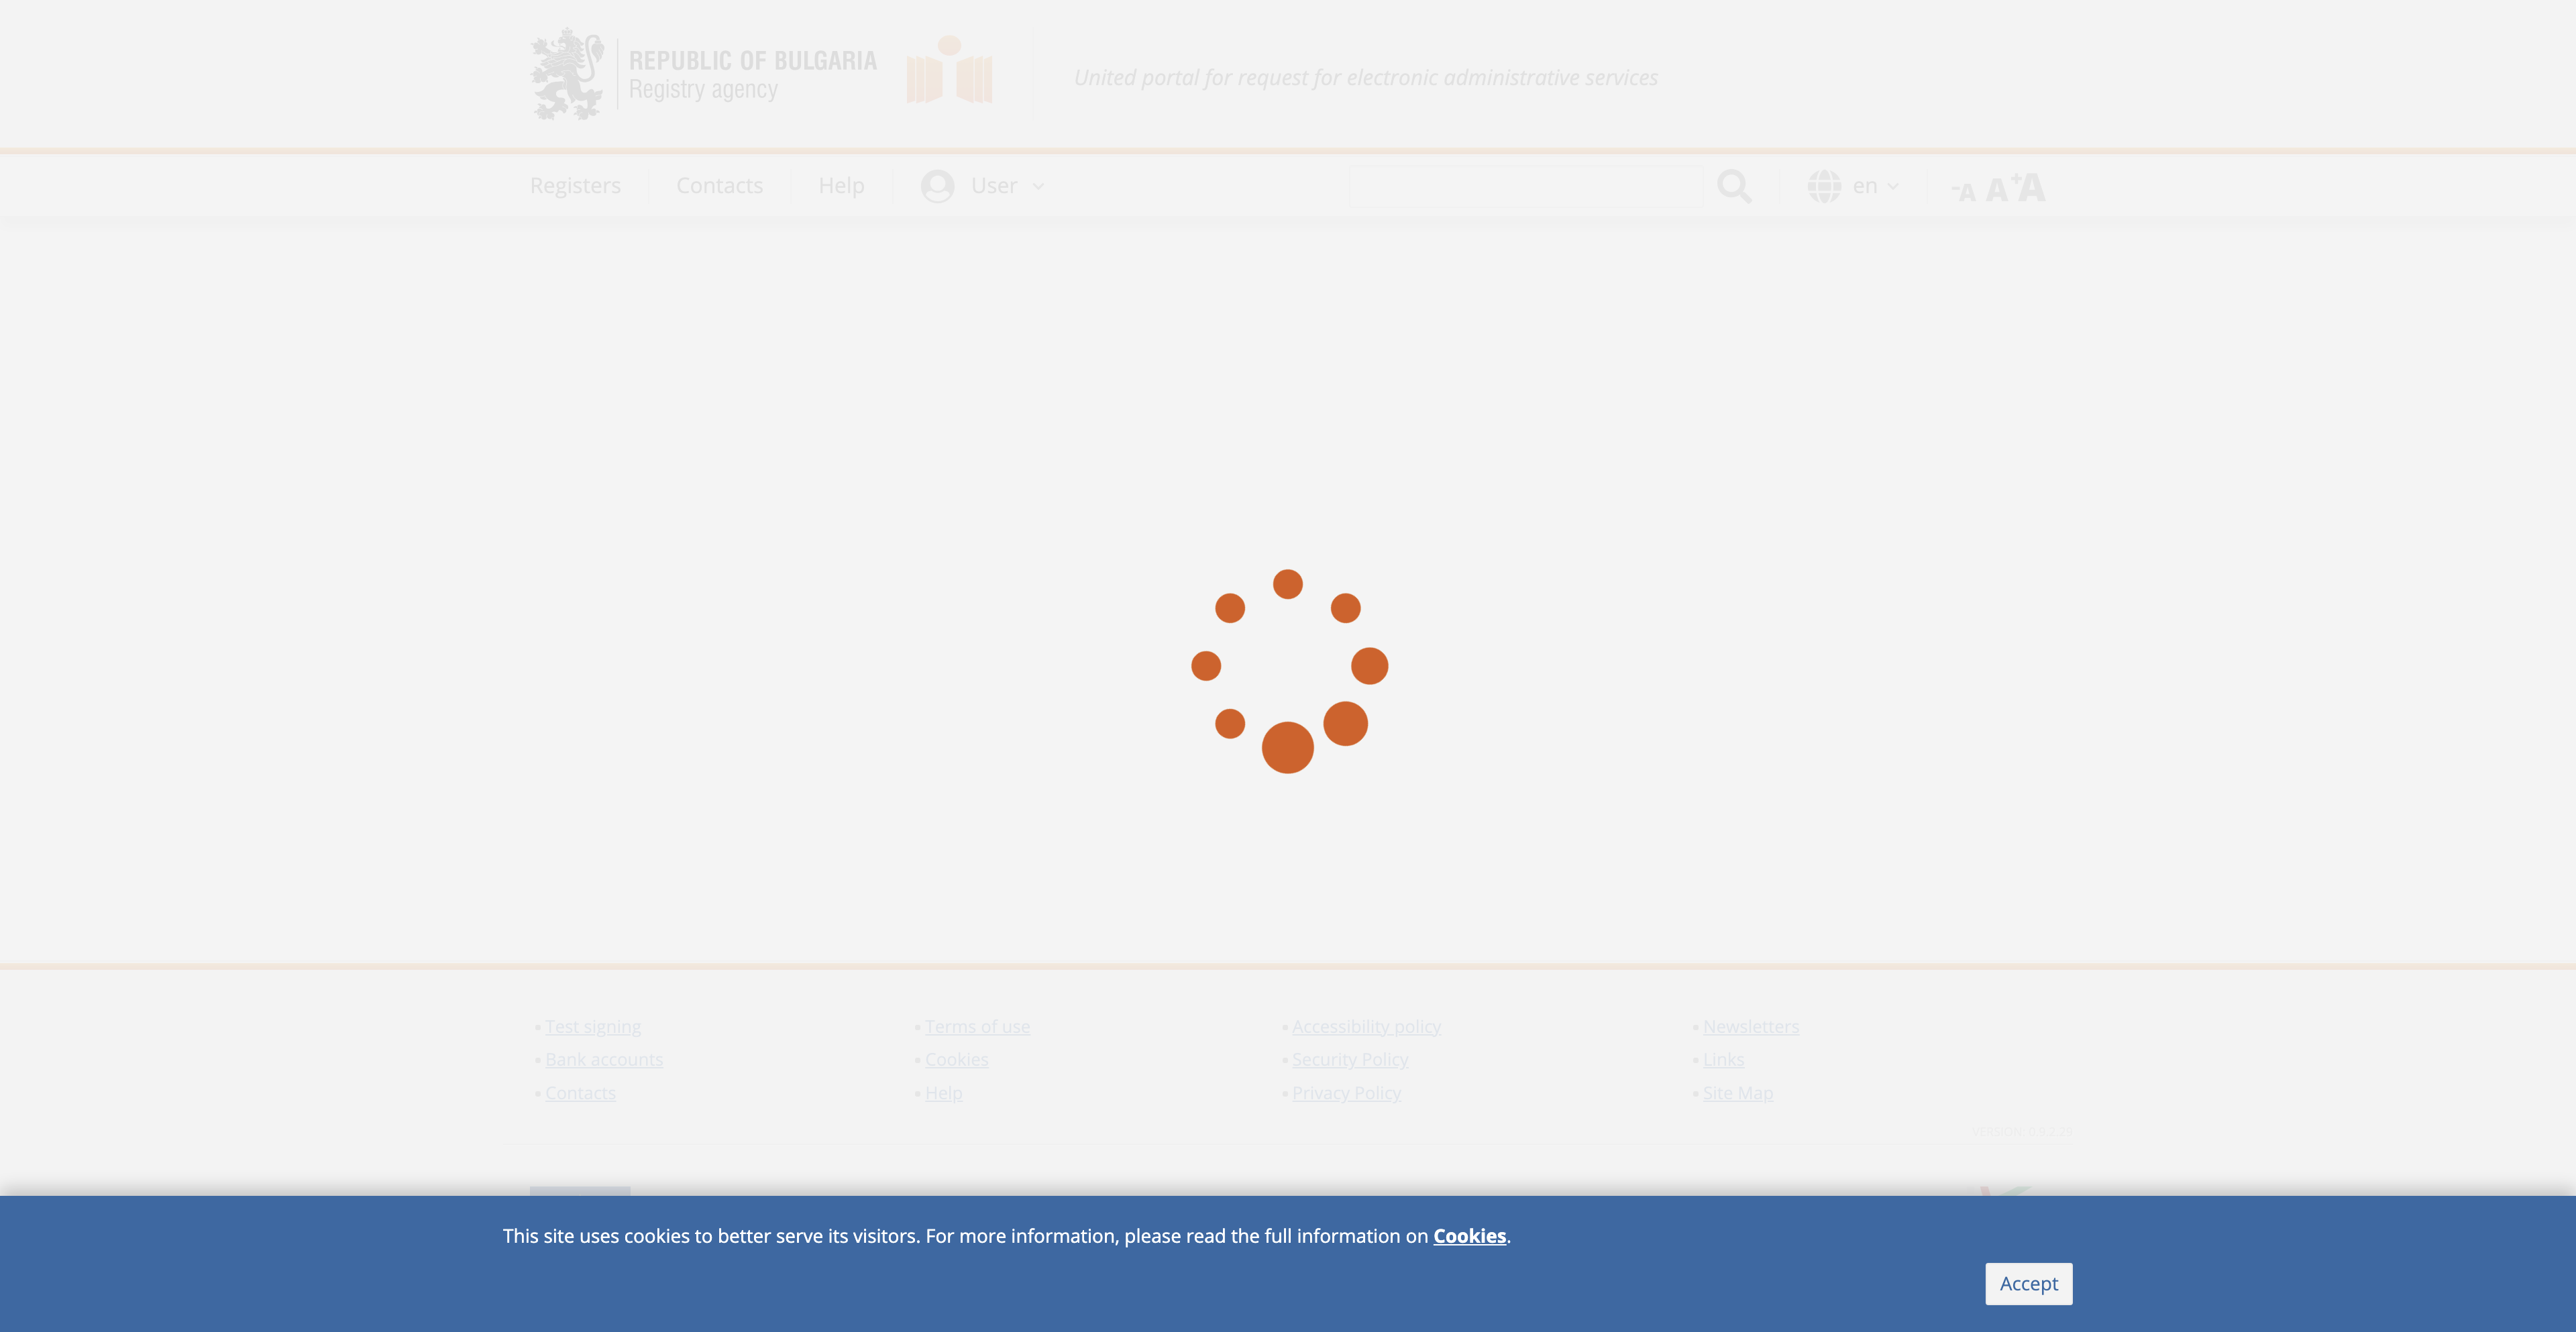 REPUBLIC OF BULGARIA
Registry agency
United portal for request for electronic administrative services
Registers
Contacts
Help
User
en
-A A +A
Test signing
Bank accounts
Contacts
Terms of use
Cookies
Help
Accessibility policy
Security Policy
Privacy Policy
Newsletters
Links
Site Map
This site uses cookies to better serve its visitors. For more information, please read the full information on Cookies.
Accept